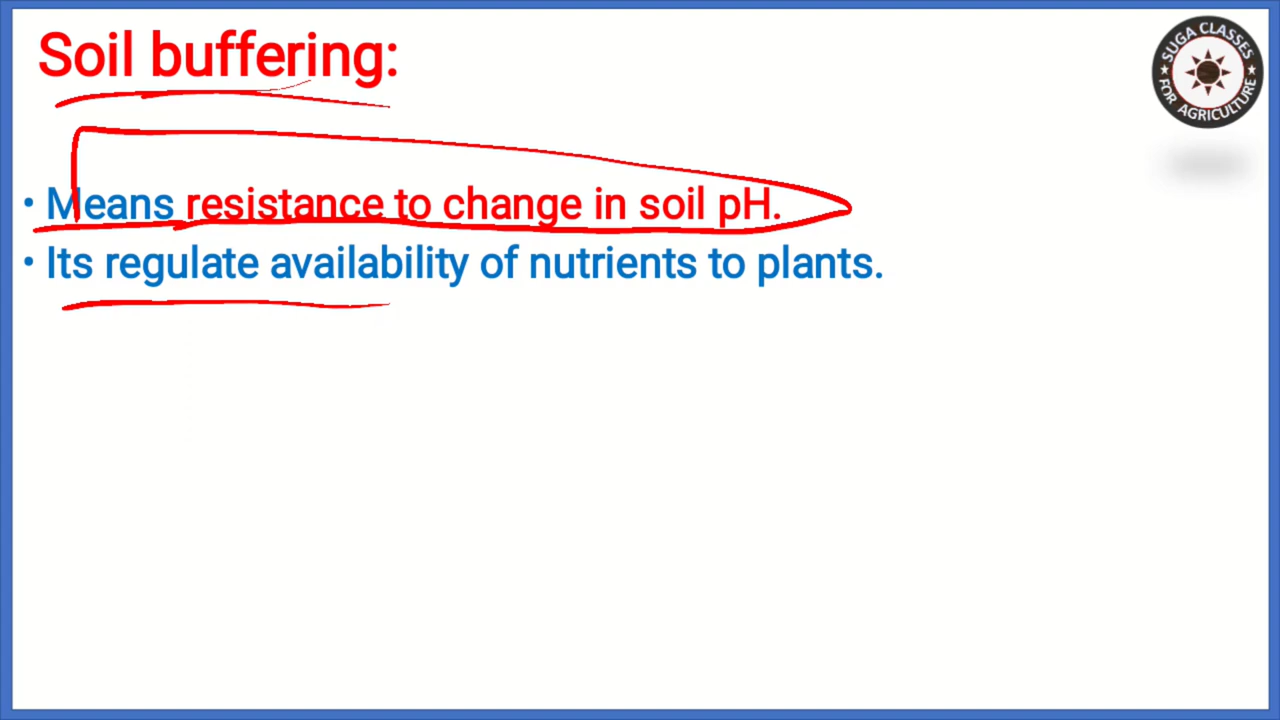 Soil buffering:
SUGA CLASSES
FOR AGRICULTURE
• Means resistance to change in soil pH.
• Its regulate availability of nutrients to plants.